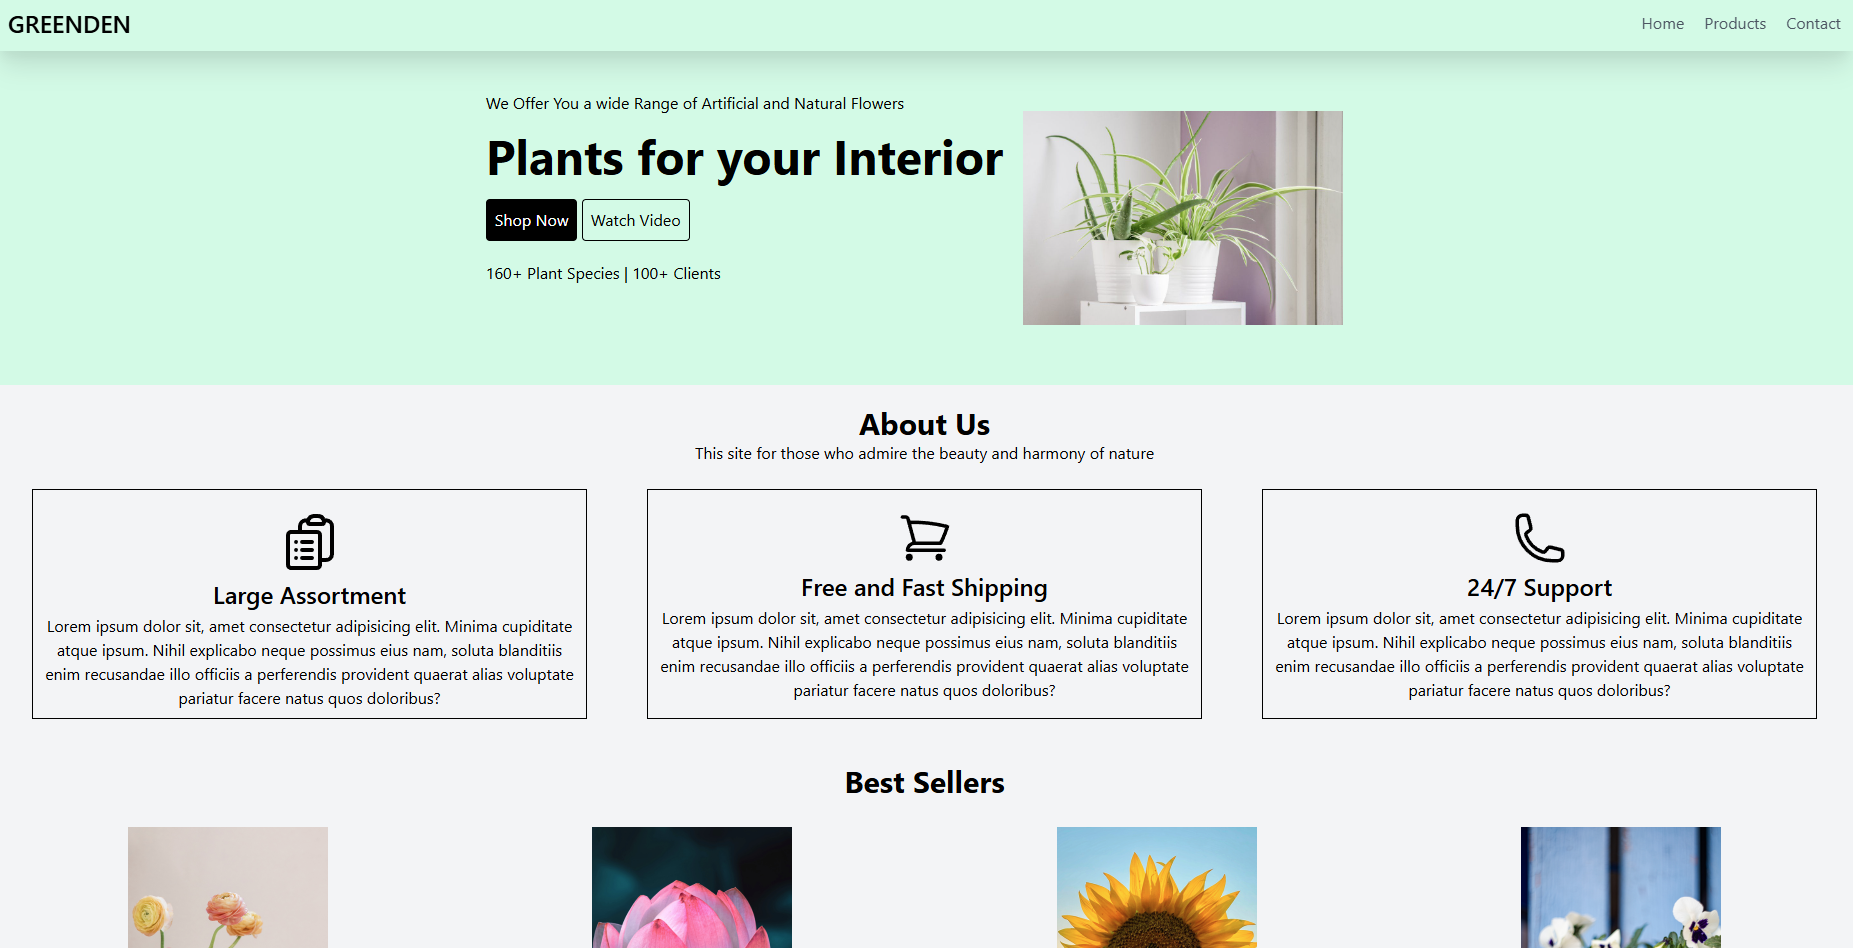 GREENDEN
Home Products Contact
We Offer You a wide Range of Artificial and Natural Flowers
Plants for your Interior
Shop Now Watch Video
160+ Plant Species | 100+ Clients
About Us
This site for those who admire the beauty and harmony of nature
Large Assortment
Lorem ipsum dolor sit, amet consectetur adipisicing elit. Minima cupiditate
atque ipsum. Nihil explicabo neque possimus eius nam, soluta blanditiis
enim recusandae illo officiis a perferendis provident quaerat alias voluptate
pariatur facere natus quos doloribus?
Free and Fast Shipping
Lorem ipsum dolor sit, amet consectetur adipisicing elit. Minima cupiditate
atque ipsum. Nihil explicabo neque possimus eius nam, soluta blanditiis
enim recusandae illo officiis a perferendis provident quaerat alias voluptate
pariatur facere natus quos doloribus?
24/7 Support
Lorem ipsum dolor sit, amet consectetur adipisicing elit. Minima cupiditate
atque ipsum. Nihil explicabo neque possimus eius nam, soluta blanditiis
enim recusandae illo officiis a perferendis provident quaerat alias voluptate
pariatur facere natus quos doloribus?
Best Sellers